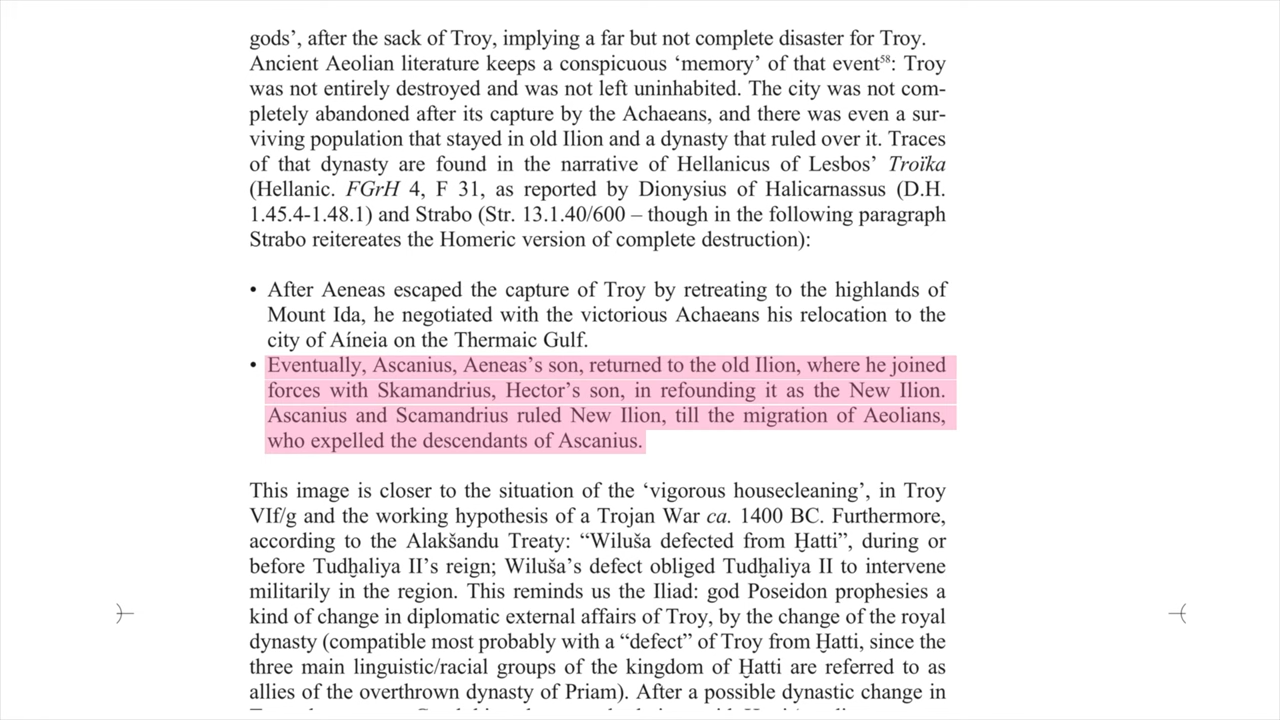 gods’, after the sack of Troy, implying a far but not complete disaster for Troy.
Ancient Aeolian literature keeps a conspicuous ‘memory’ of that event⁵⁸: Troy
was not entirely destroyed and was not left uninhabited. The city was not com-
pletely abandoned after its capture by the Achaeans, and there was even a sur-
viving population that stayed in old Ilion and a dynasty that ruled over it. Traces
of that dynasty are found in the narrative of Hellanicus of Lesbos’ Troïka
(Hellanic. FGrH 4, F 31, as reported by Dionysius of Halicarnassus (D.H.
1.45.4-1.48.1) and Strabo (Str. 13.1.40/600 – though in the following paragraph
Strabo reitereates the Homeric version of complete destruction):
• After Aeneas escaped the capture of Troy by retreating to the highlands of
Mount Ida, he negotiated with the victorious Achaeans his relocation to the
city of Aíneia on the Thermaic Gulf.
• Eventually, Ascanius, Aeneas’s son, returned to the old Ilion, where he joined
forces with Skamandrius, Hector’s son, in refounding it as the New Ilion.
Ascanius and Scamandrius ruled New Ilion, till the migration of Aeolians,
who expelled the descendants of Ascanius.
This image is closer to the situation of the ‘vigorous housecleaning’, in Troy
VIf/g and the working hypothesis of a Trojan War ca. 1400 BC. Furthermore,
according to the Alakšandu Treaty: “Wiluša defected from Ḫatti”, during or
before Tudḫaliya II’s reign; Wiluša’s defect obliged Tudḫaliya II to intervene
militarily in the region. This reminds us the Iliad: god Poseidon prophesies a
kind of change in diplomatic external affairs of Troy, by the change of the royal
dynasty (compatible most probably with a “defect” of Troy from Ḫatti, since the
three main linguistic/racial groups of the kingdom of Ḫatti are referred to as
allies of the overthrown dynasty of Priam). After a possible dynastic change in